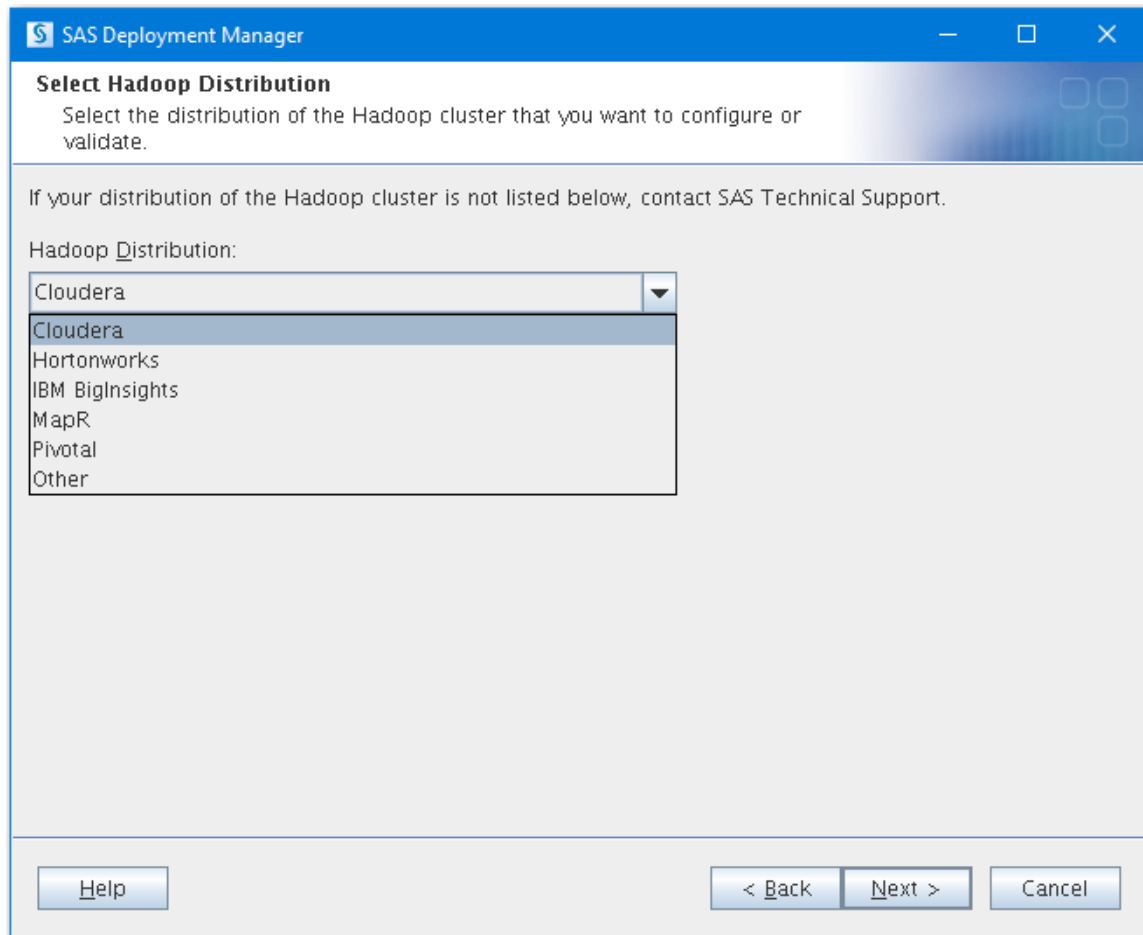 SAS Deployment Manager
Select Hadoop Distribution
Select the distribution of the Hadoop cluster that you want to configure or
validate.
If your distribution of the Hadoop cluster is not listed below, contact SAS Technical Support.
Hadoop Distribution:
Cloudera
Cloudera
Hortonworks
IBM BigInsights
MapR
Pivotal
Other
Help
< Back
Next >
Cancel